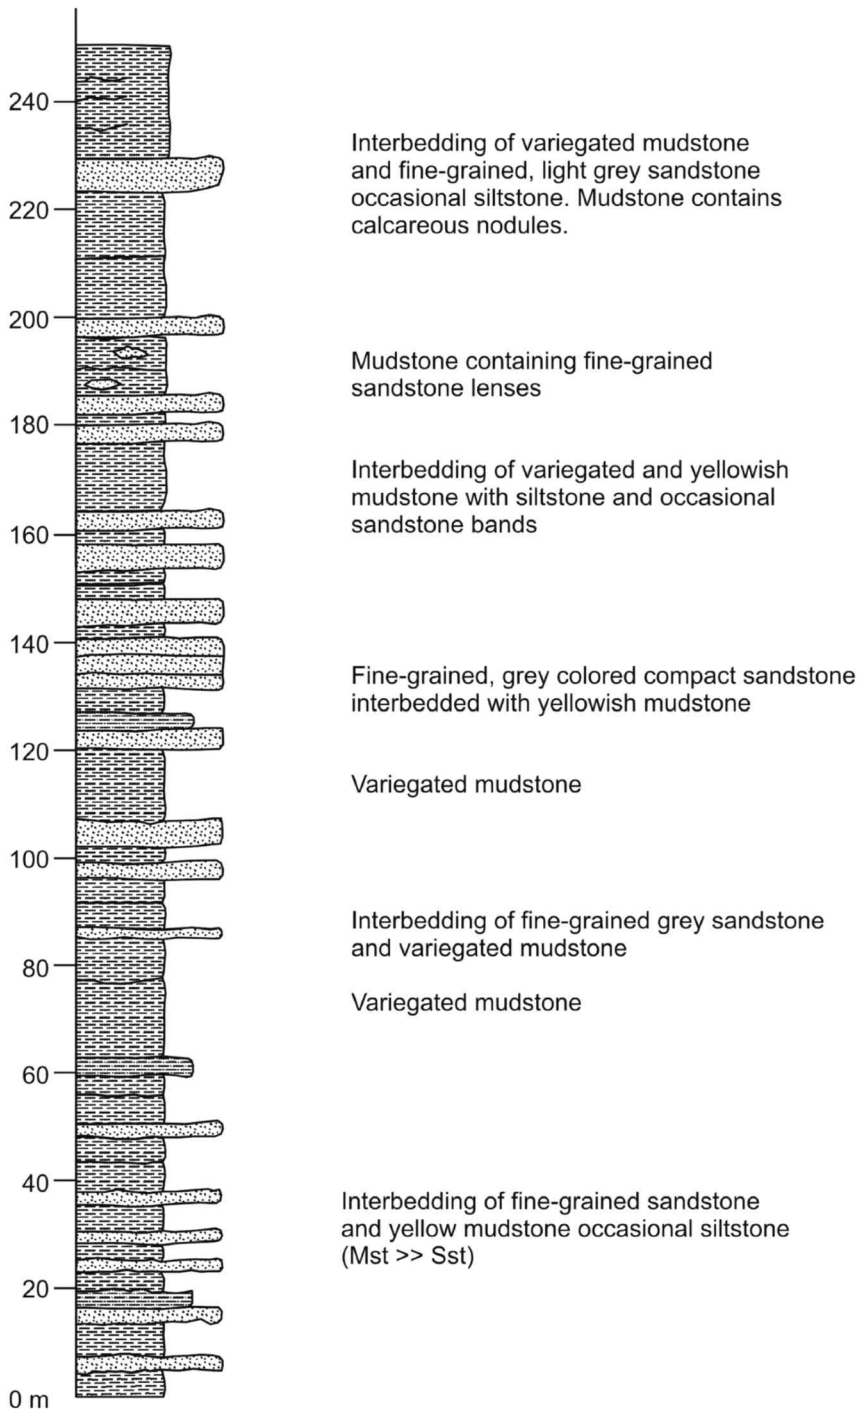 240
Interbedding of variegated mudstone
and fine-grained, light grey sandstone
occasional siltstone. Mudstone contains
calcareous nodules.
220
200
Mudstone containing fine-grained
sandstone lenses
180
Interbedding of variegated and yellowish
mudstone with siltstone and occasional
sandstone bands
160
140
Fine-grained, grey colored compact sandstone
interbedded with yellowish mudstone
120
Variegated mudstone
100
Interbedding of fine-grained grey sandstone
and variegated mudstone
80
Variegated mudstone
60
40
Interbedding of fine-grained sandstone
and yellow mudstone occasional siltstone
(Mst >> Sst)
20
0 m